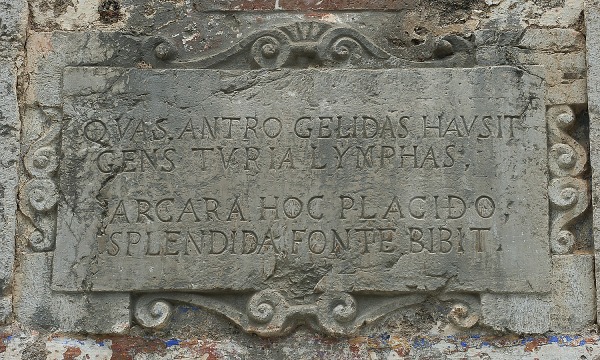 QVAS. ANTRO GELIDAS HAVSIT
GENS TVRIA LYMPHAS,
ARCARA HOC PLACIDO,
SPLENDIDA FONTE BIBIT.